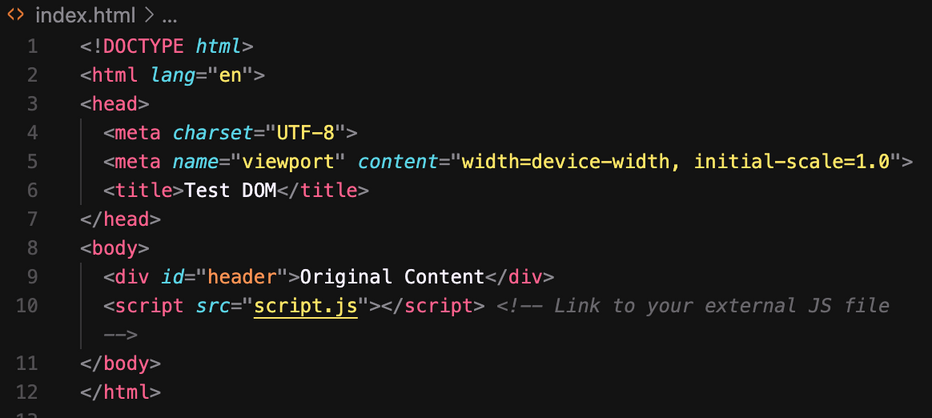 <> index.html > ...
1 <!DOCTYPE html>
2 <html lang="en">
3 <head>
4 <meta charset="UTF-8">
5 <meta name="viewport" content="width=device-width, initial-scale=1.0">
6 <title>Test DOM</title>
7 </head>
8 <body>
9 <div id="header">Original Content</div>
10 <script src="script.js"></script> <!-- Link to your external JS file
-->
11 </body>
12 </html>